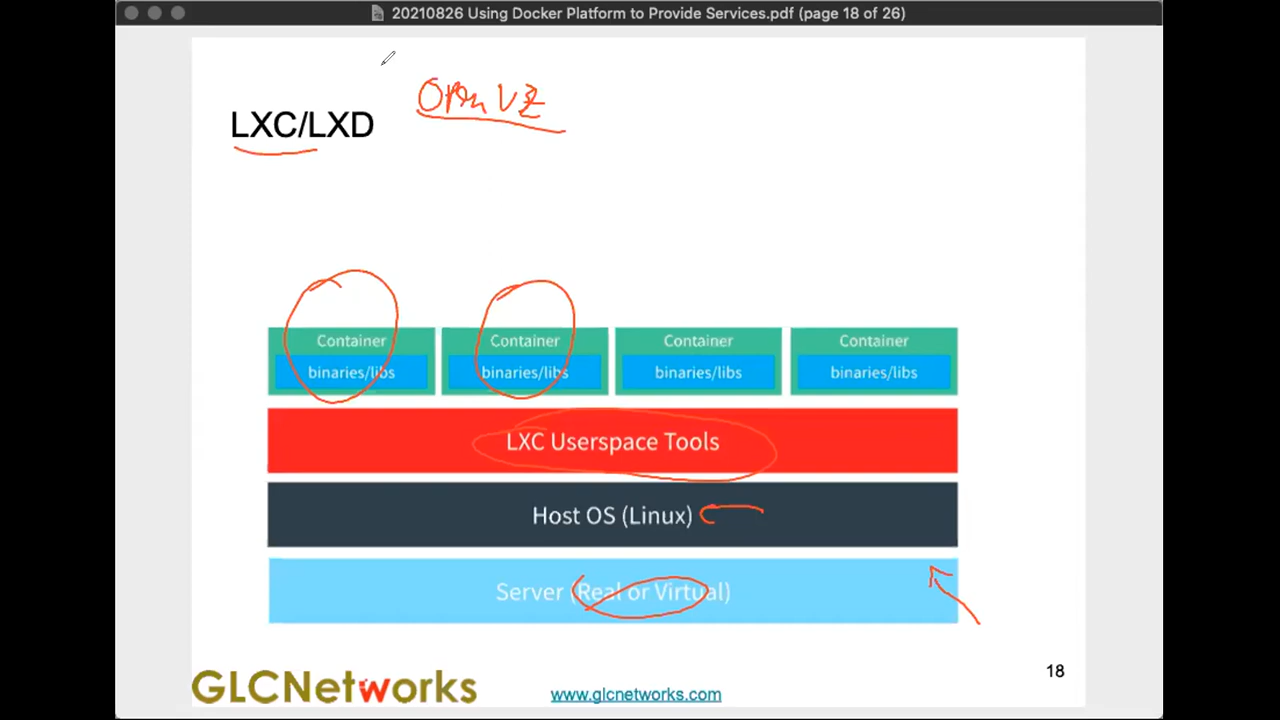 20210826 Using Docker Platform to Provide Services.pdf (page 18 of 26)
Open VZ
LXC/LXD
Container Container Container Container
binaries/libs binaries/libs binaries/libs binaries/libs
LXC Userspace Tools
Host OS (Linux)
Server (Real or Virtual)
18
GLCNetworks
www.glcnetworks.com